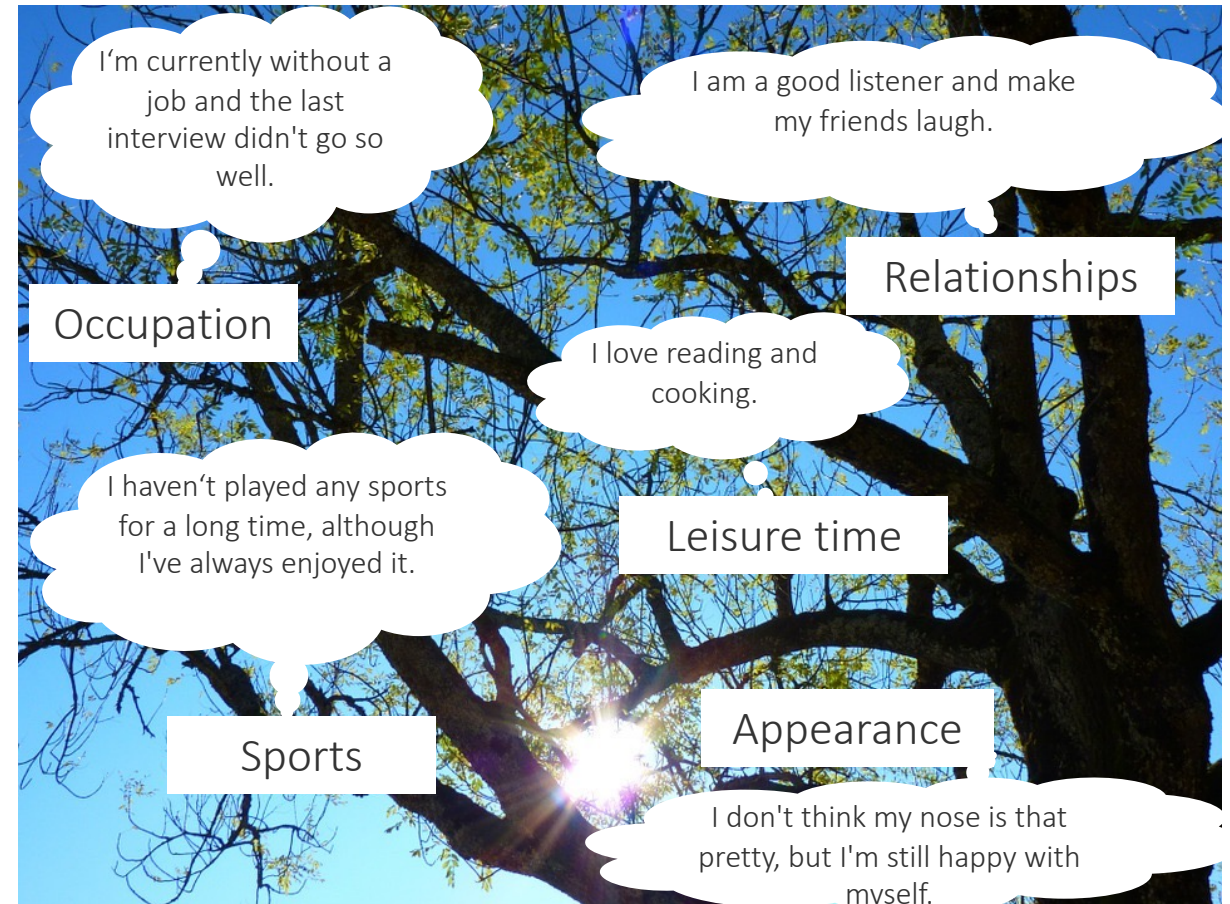 I‘m currently without a
job and the last
interview didn't go so
well.
Occupation
I am a good listener and make
my friends laugh.
Relationships
I love reading and
cooking.
Leisure time
I haven‘t played any sports
for a long time, although
I've always enjoyed it.
Sports
Appearance
I don't think my nose is that
pretty, but I'm still happy with
myself.